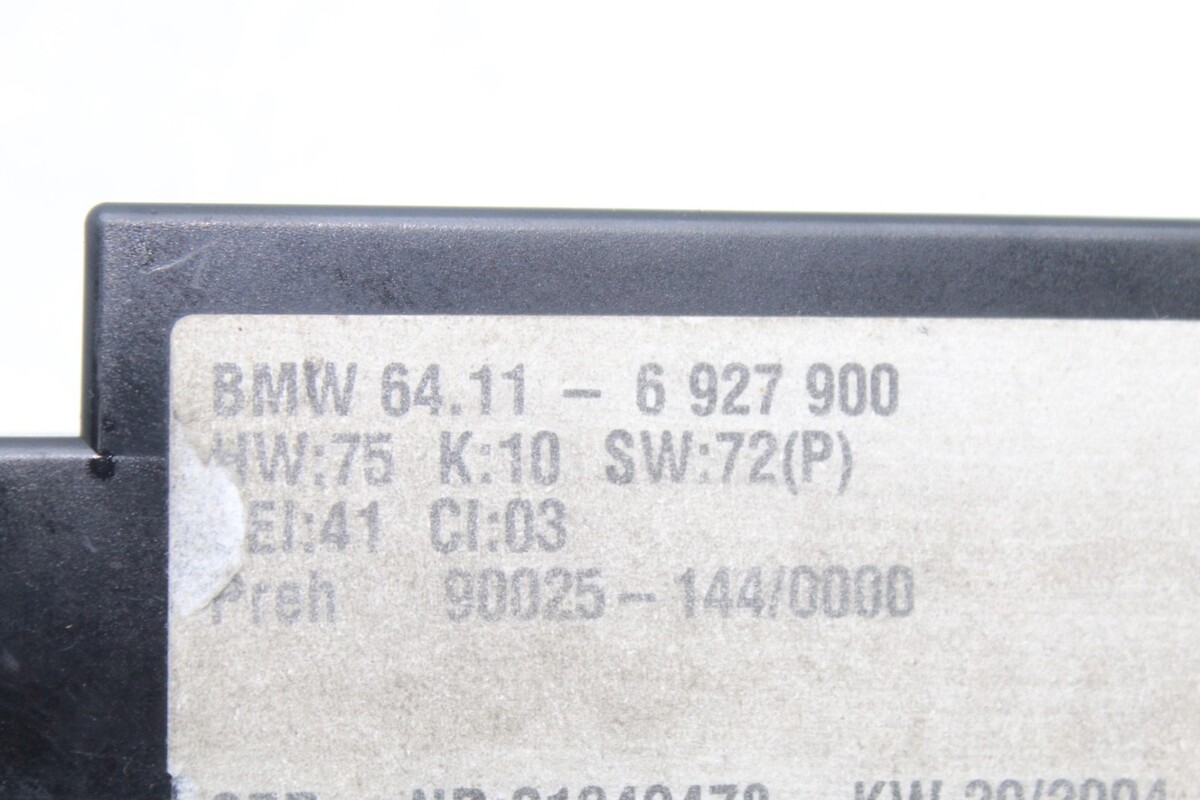 BMW 64.11 - 6 927 900
HW:75 K:10 SW:72(P)
EI:41 CI:03
Preh 90025-144/0000
KW